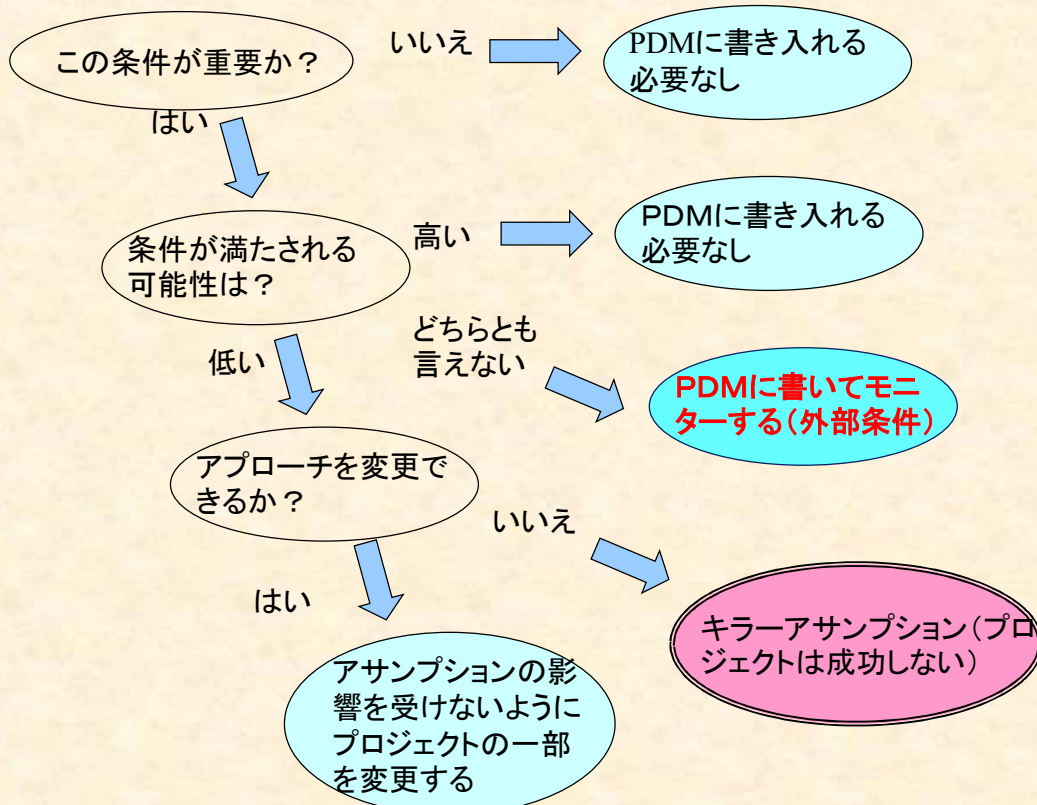 この条件が重要か？
いいえ
PDMに書き入れる
必要なし
はい
条件が満たされる
可能性は？
高い
ＰＤＭに書き入れる
必要なし
どちらとも
言えない
低い
ＰＤＭに書いてモニ
ターする（外部条件）
アプローチを変更で
きるか？
いいえ
はい
キラーアサンプション（プロ
ジェクトは成功しない）
アサンプションの影
響を受けないように
プロジェクトの一部
を変更する